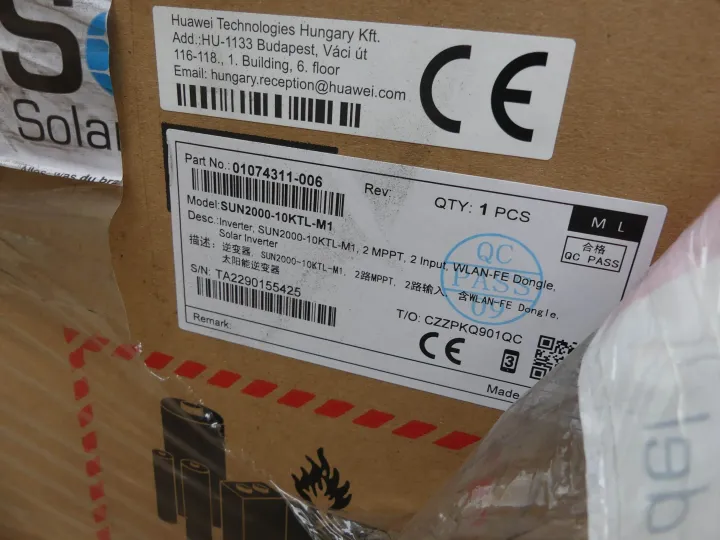 Solar
Alles, was du
Huawei Technologies Hungary Kft.
Add.:HU-1133 Budapest, Váci út
116-118., 1. Building, 6. floor
Email: hungary.reception@huawei.com
CE
Part No.: 01074311-006
Rev:
QTY: 1 PCS
M L
Model:SUN2000-10KTL-M1
合格
QC PASS
Desc.:Inverter, SUN2000-10KTL-M1, 2 MPPT, 2 Input, WLAN-FE Dongle,
Solar Inverter
描述: 逆变器, SUN2000-10KTL-M1, 2路MPPT, 2路输入, 含WLAN-FE Dongle,
太阳能逆变器
QC
PASS
09
S/N: TA2290155425
T/O: CZZPKQ901QC
Remark:
CE
3
Made
del